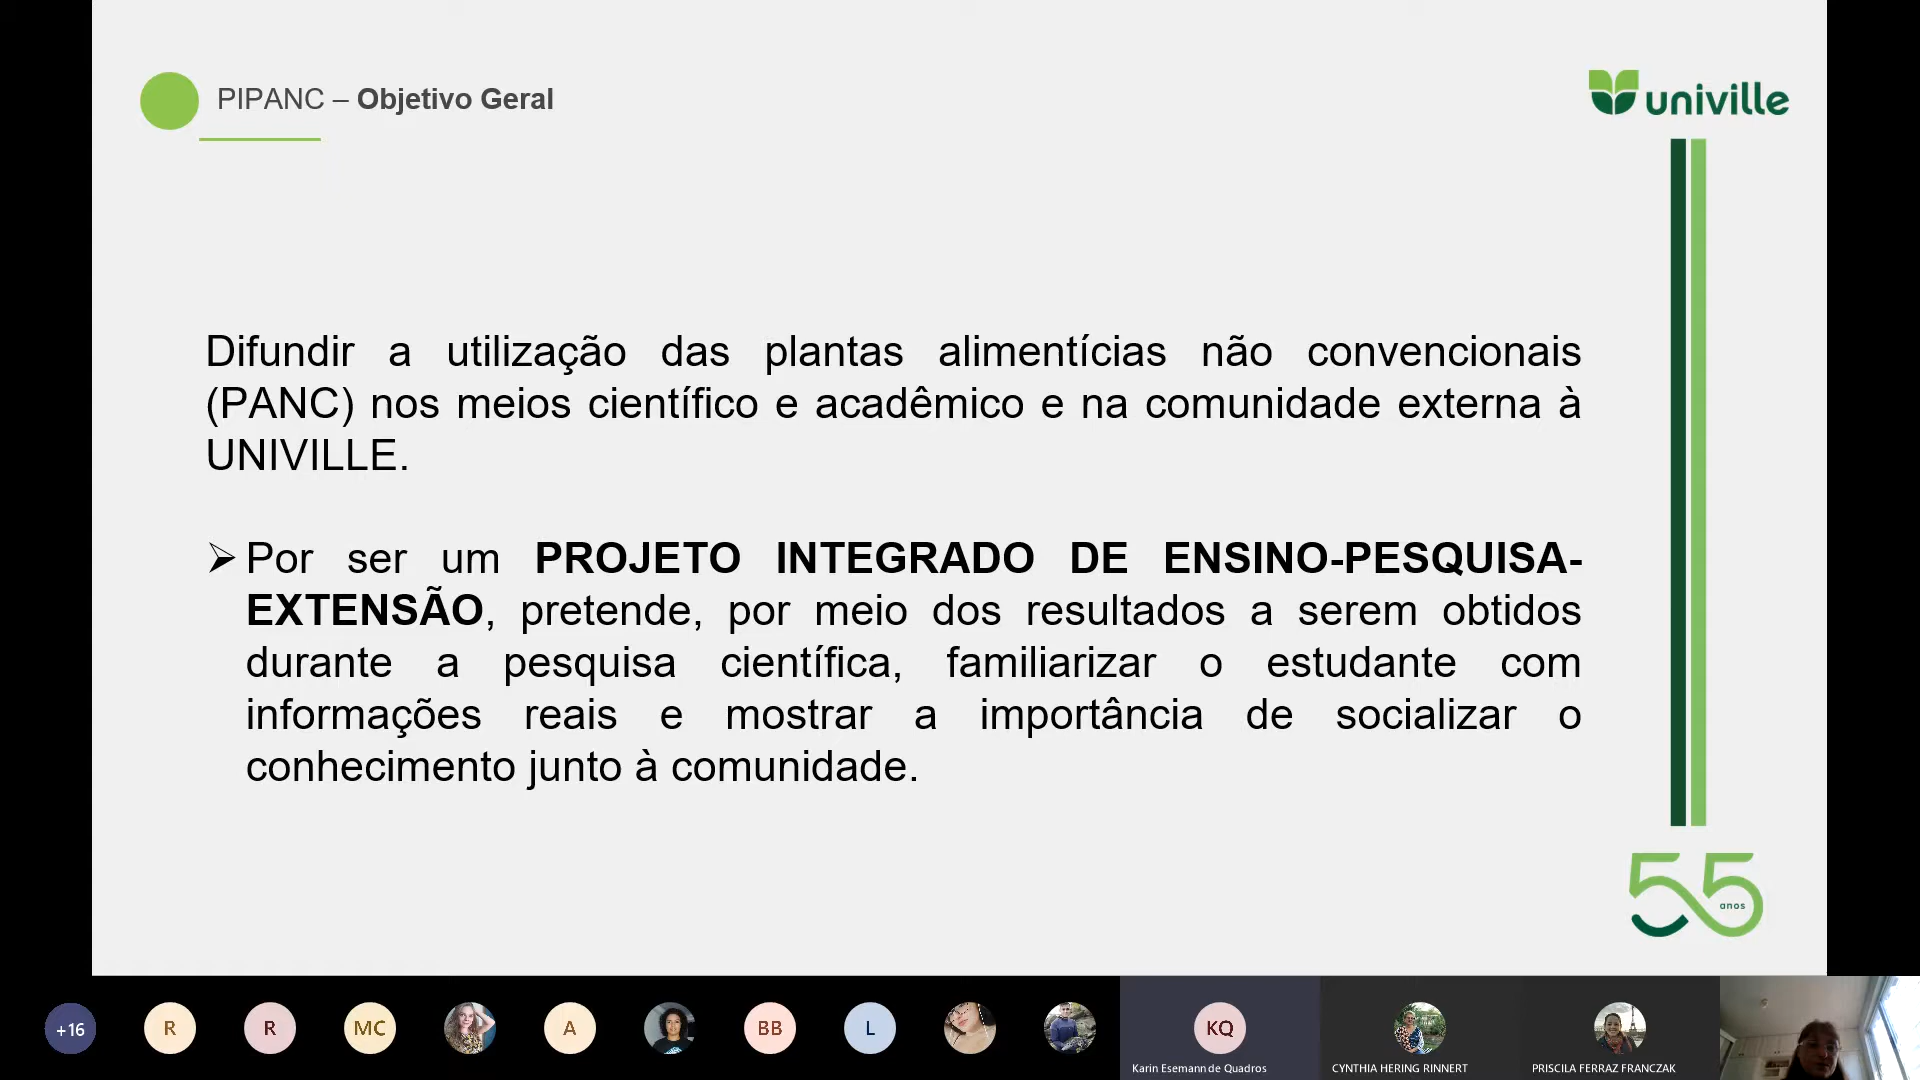 PIPANC – Objetivo Geral
univille
Difundir a utilização das plantas alimentícias não convencionais
(PANC) nos meios científico e acadêmico e na comunidade externa à
UNIVILLE.
➢ Por ser um PROJETO INTEGRADO DE ENSINO-PESQUISA-
EXTENSÃO, pretende, por meio dos resultados a serem obtidos
durante a pesquisa científica, familiarizar o estudante com
informações reais e mostrar a importância de socializar o
conhecimento junto à comunidade.
55
anos
+16 R R MC A BB L KQ
Karin Esemann de Quadros CYNTHIA HERING RINNERT PRISCILA FERRAZ FRANCZAK